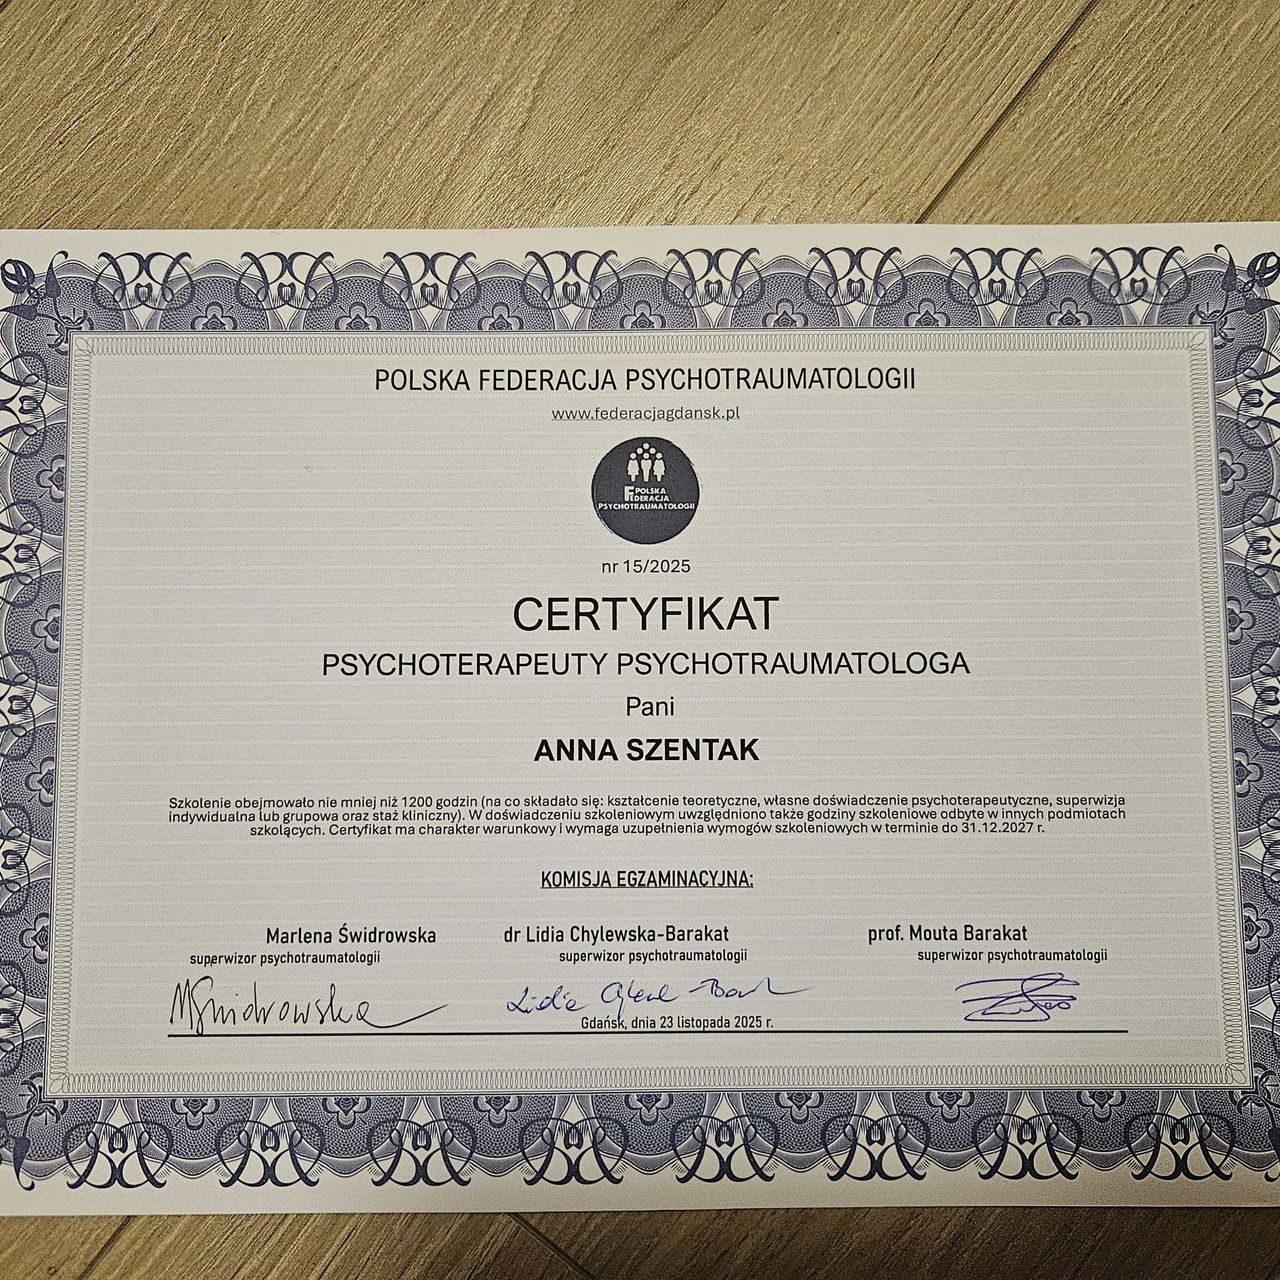 POLSKA FEDERACJA PSYCHOTRAUMATOLOGII
www.federacjagdansk.pl
POLSKA
FEDERACJA
PSYCHOTRAUMATOLOGII
nr 15/2025
CERTYFIKAT
PSYCHOTERAPEUTY PSYCHOTRAUMATOLOGA
Pani
ANNA SZENTAK
Szkolenie obejmowało nie mniej niż 1200 godzin (na co składało się: kształcenie teoretyczne, własne doświadczenie psychoterapeutyczne, superwizja
indywidualna lub grupowa oraz staż kliniczny). W doświadczeniu szkoleniowym uwzględniono także godziny szkoleniowe odbyte w innych podmiotach
szkolących. Certyfikat ma charakter warunkowy i wymaga uzupełnienia wymogów szkoleniowych w terminie do 31.12.2027 r.
KOMISJA EGZAMINACYJNA:
Marlena Świdrowska dr Lidia Chylewska-Barakat prof. Mouta Barakat
superwizor psychotraumatologii superwizor psychotraumatologii superwizor psychotraumatologii
MŚwidrowska Lidia
Gdańsk, dnia 23 listopada 2025 r.